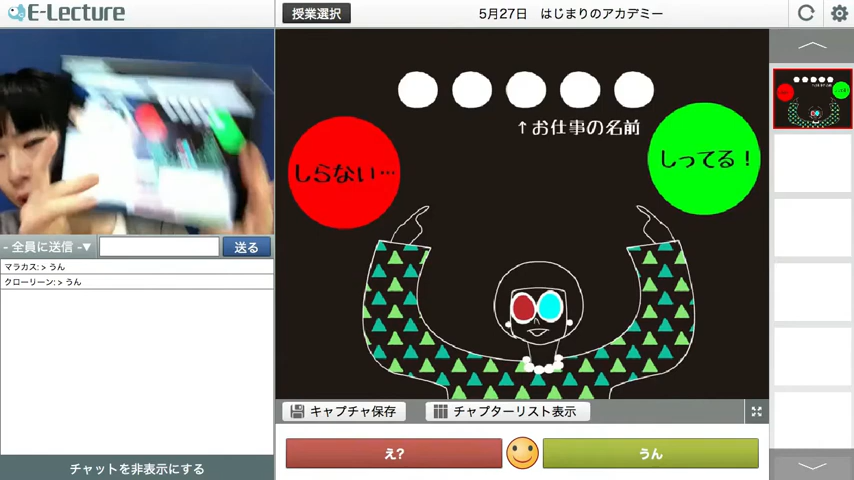 E-Lecture
授業選択
5月27日　はじまりのアカデミー
↑お仕事の名前
しらない…
しってる！
- 全員に送信 -▼
送る
マラカス: > うん
クローリーン: > うん
キャプチャ保存
チャプターリスト表示
え?
うん
チャットを非表示にする